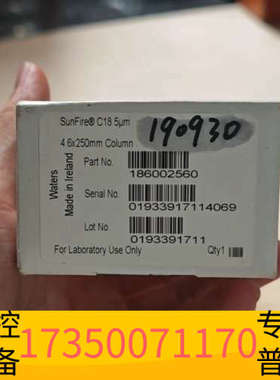 SunFire® C18 5µm
190930
4.6x250mm Column
Part No.
186002560
Waters
Made in Ireland
Serial No
01933917114069
Lot No
0193391711
For Laboratory Use Only
Qty1
控
专
备
17350071170
普